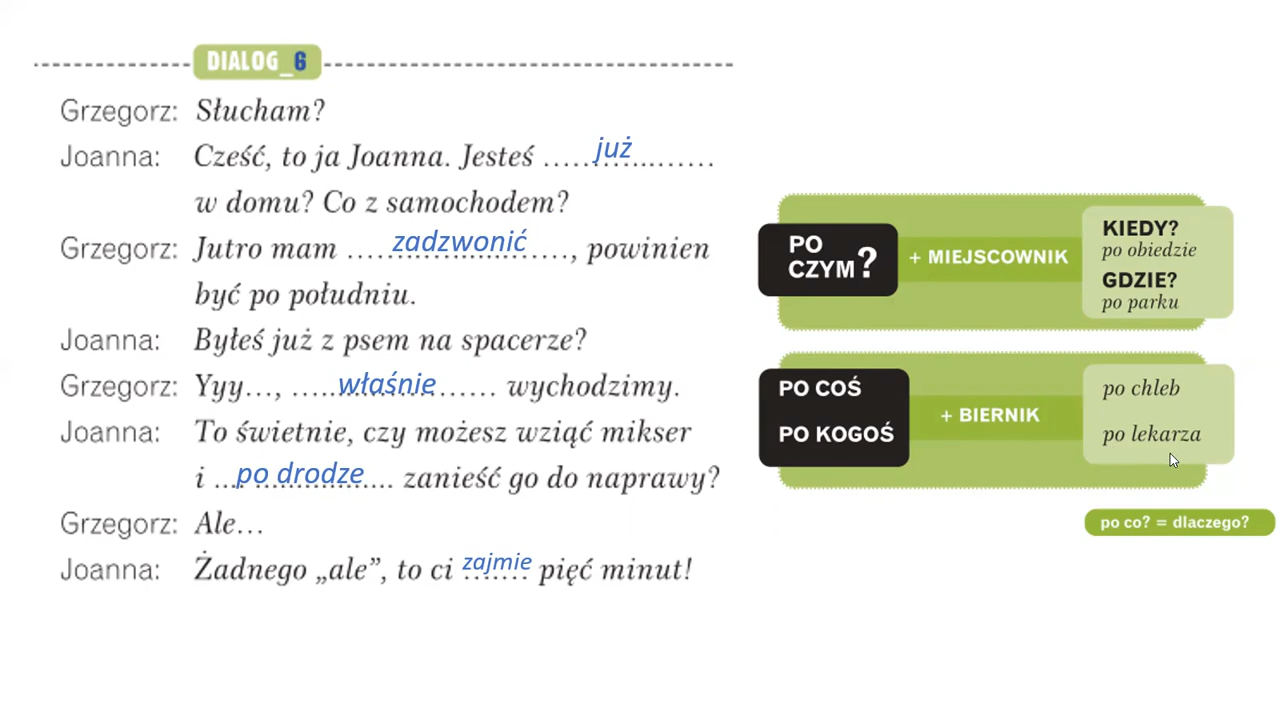 DIALOG_6
Grzegorz: Słucham?
Joanna: Cześć, to ja Joanna. Jesteś ......już...........
w domu? Co z samochodem?
Grzegorz: Jutro mam ....zadzwonić......, powinien
być po południu.
Joanna: Byłeś już z psem na spacerze?
Grzegorz: Yyy..., .....właśnie....... wychodzimy.
Joanna: To świetnie, czy możesz wziąć mikser
i ...po drodze.... zanieść go do naprawy?
Grzegorz: Ale...
Joanna: Żadnego „ale”, to ci zajmie pięć minut!
PO
CZYM?
+ MIEJSCOWNIK
KIEDY?
po obiedzie
GDZIE?
po parku
PO COŚ
PO KOGOŚ
+ BIERNIK
po chleb
po lekarza
po co? = dlaczego?